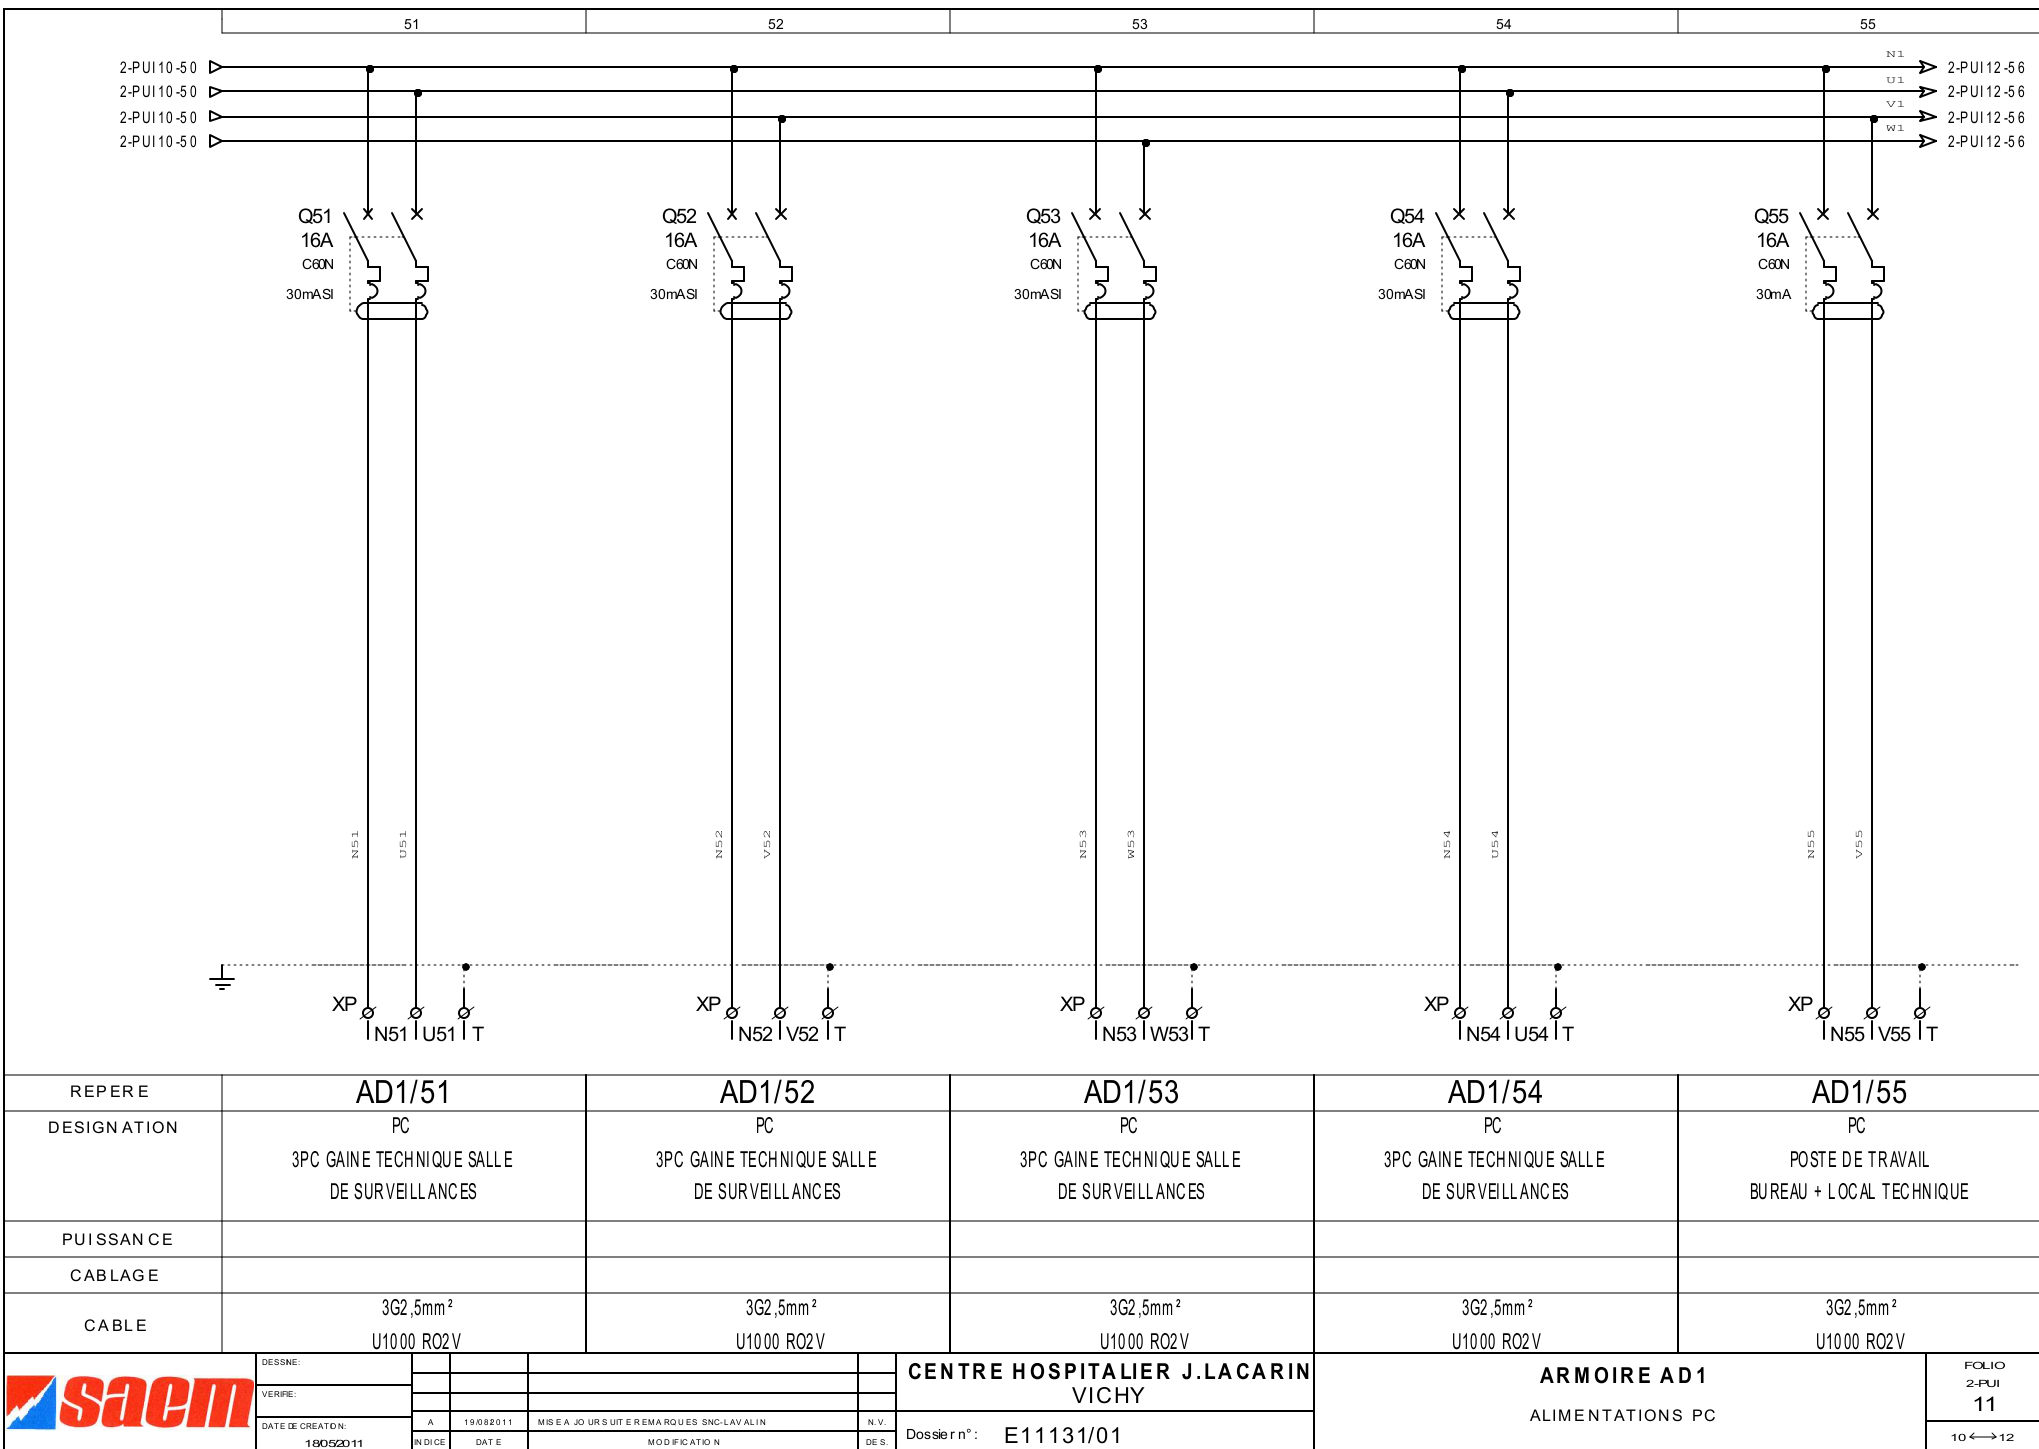 51 52 53 54 55
2-PUI10-50 N1 2-PUI12-56
2-PUI10-50 U1 2-PUI12-56
2-PUI10-50 V1 2-PUI12-56
2-PUI10-50 W1 2-PUI12-56
Q51 Q52 Q53 Q54 Q55
16A 16A 16A 16A 16A
C60N C60N C60N C60N C60N
30mASI 30mASI 30mASI 30mASI 30mA
N51 U51 N52 V52 N53 W53 N54 U54 N55 V55
XP XP XP XP XP
N51 U51 T N52 V52 T N53 W53 T N54 U54 T N55 V55 T
REPERE AD1/51 AD1/52 AD1/53 AD1/54 AD1/55
DESIGNATION PC PC PC PC PC
3PC GAINE TECHNIQUE SALLE 3PC GAINE TECHNIQUE SALLE 3PC GAINE TECHNIQUE SALLE 3PC GAINE TECHNIQUE SALLE POSTE DE TRAVAIL
DE SURVEILLANCES DE SURVEILLANCES DE SURVEILLANCES DE SURVEILLANCES BUREAU + LOCAL TECHNIQUE
PUISSANCE
CABLAGE
CABLE
3G2,5mm² 3G2,5mm² 3G2,5mm² 3G2,5mm² 3G2,5mm²
U1000 RO2V U1000 RO2V U1000 RO2V U1000 RO2V U1000 RO2V
saem
DESSINE:
VERIFIE:
DATE DE CREATION:
18/05/2011
A 19/082011 MISE A JOUR SUITE REMARQUES SNC-LAVALIN N.V.
INDICE DATE MODIFICATION DES.
CENTRE HOSPITALIER J.LACARIN
VICHY
Dossier n°: E11131/01
ARMOIRE AD1
ALIMENTATIONS PC
FOLIO
2-PUI
11
10 ⟷ 12